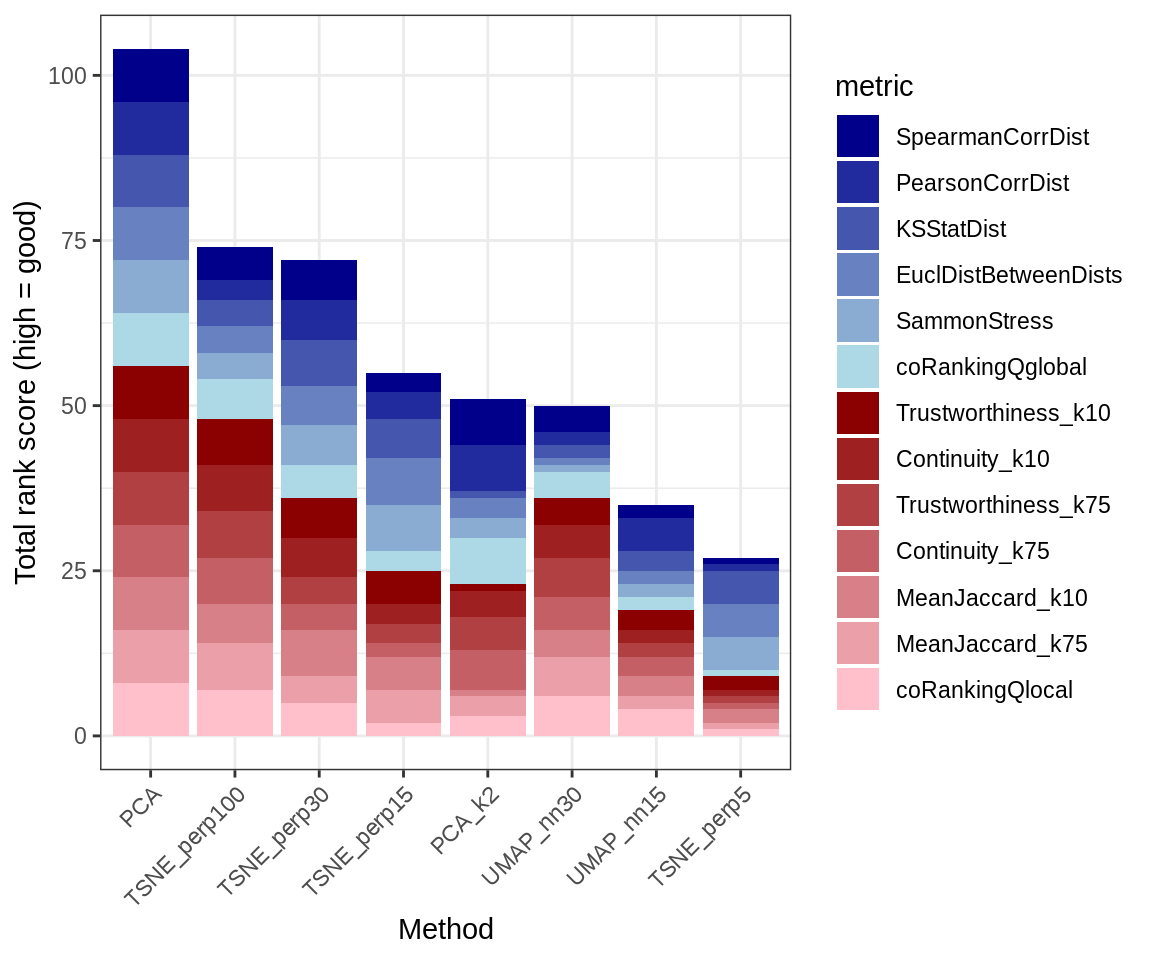 Total rank score (high = good)
100
75
50
25
0
PCA
TSNE_perp100
TSNE_perp30
TSNE_perp15
PCA_k2
UMAP_nn30
UMAP_nn15
TSNE_perp5
Method
metric
SpearmanCorrDist
PearsonCorrDist
KSStatDist
EuclDistBetweenDists
SammonStress
coRankingQglobal
Trustworthiness_k10
Continuity_k10
Trustworthiness_k75
Continuity_k75
MeanJaccard_k10
MeanJaccard_k75
coRankingQlocal